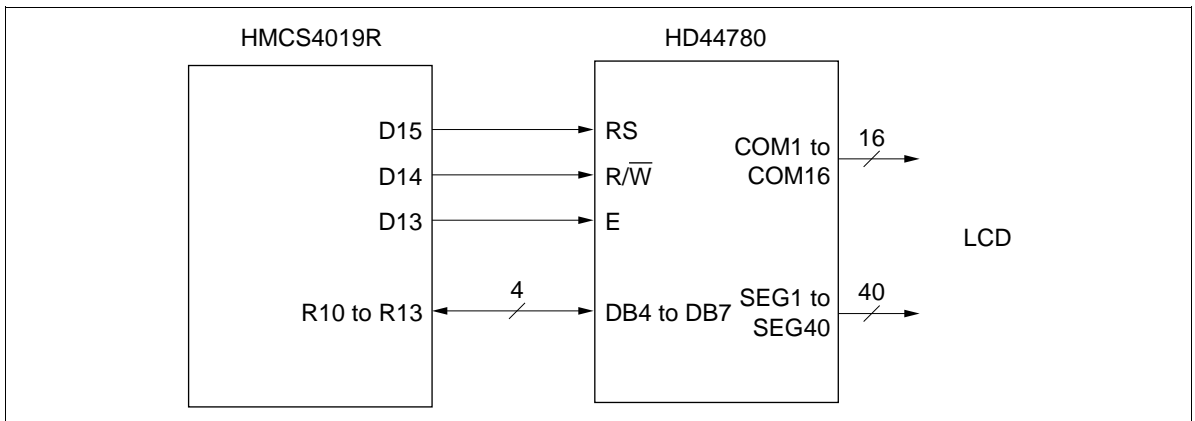 HMCS4019R
HD44780
D15
RS
D14
R/W̅
D13
E
R10 to R13
4
DB4 to DB7
COM1 to
COM16
16
SEG1 to
SEG40
40
LCD